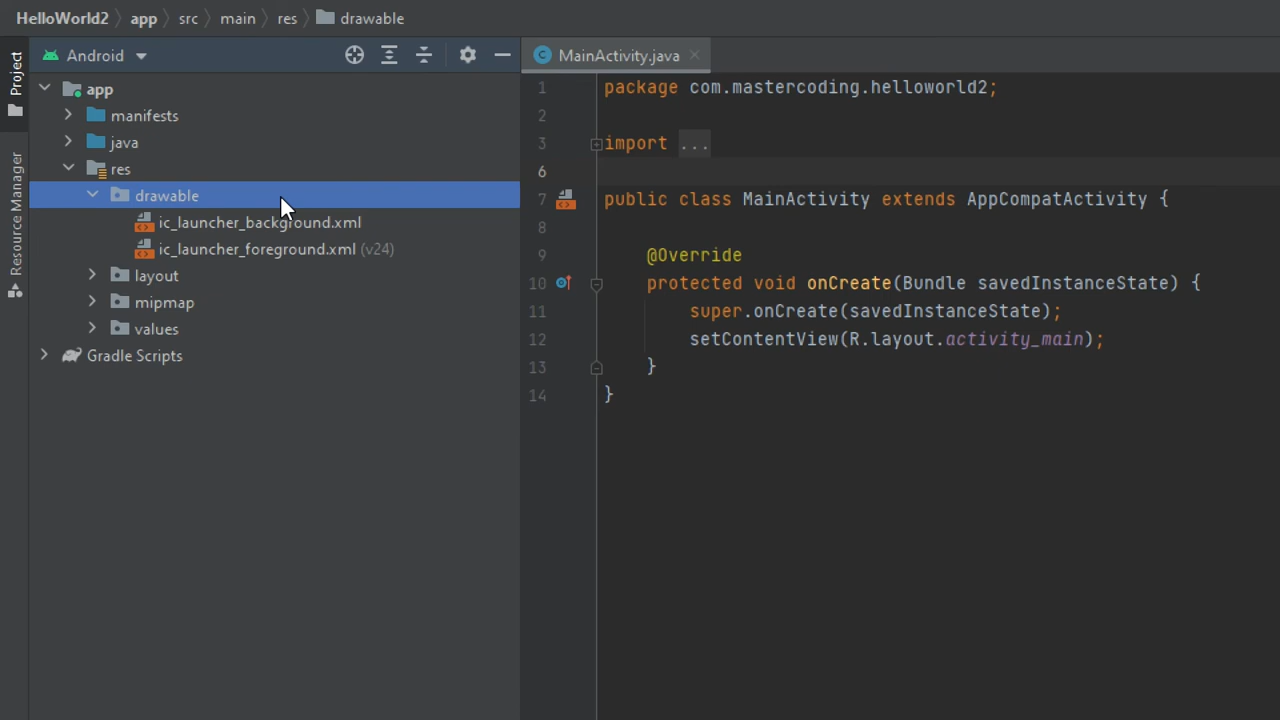 HelloWorld2 app src main res drawable
Project
Resource Manager
Android
app
manifests
java
res
drawable
ic_launcher_background.xml
ic_launcher_foreground.xml (v24)
layout
mipmap
values
Gradle Scripts
MainActivity.java
1 package com.mastercoding.helloworld2;
2
3 import ...
6
7 public class MainActivity extends AppCompatActivity {
8
9 @Override
10 protected void onCreate(Bundle savedInstanceState) {
11 super.onCreate(savedInstanceState);
12 setContentView(R.layout.activity_main);
13 }
14 }